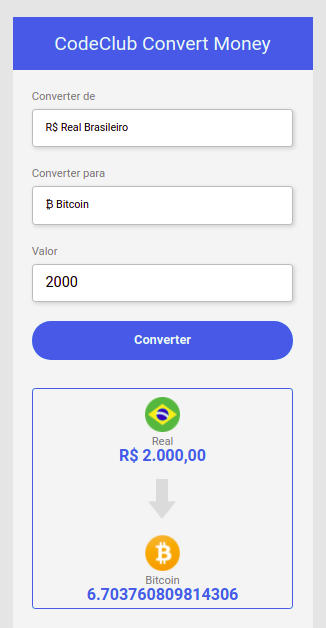 CodeClub Convert Money
Converter de
R$ Real Brasileiro
Converter para
₿ Bitcoin
Valor
2000
Converter
Real
R$ 2.000,00
Bitcoin
6.703760809814306